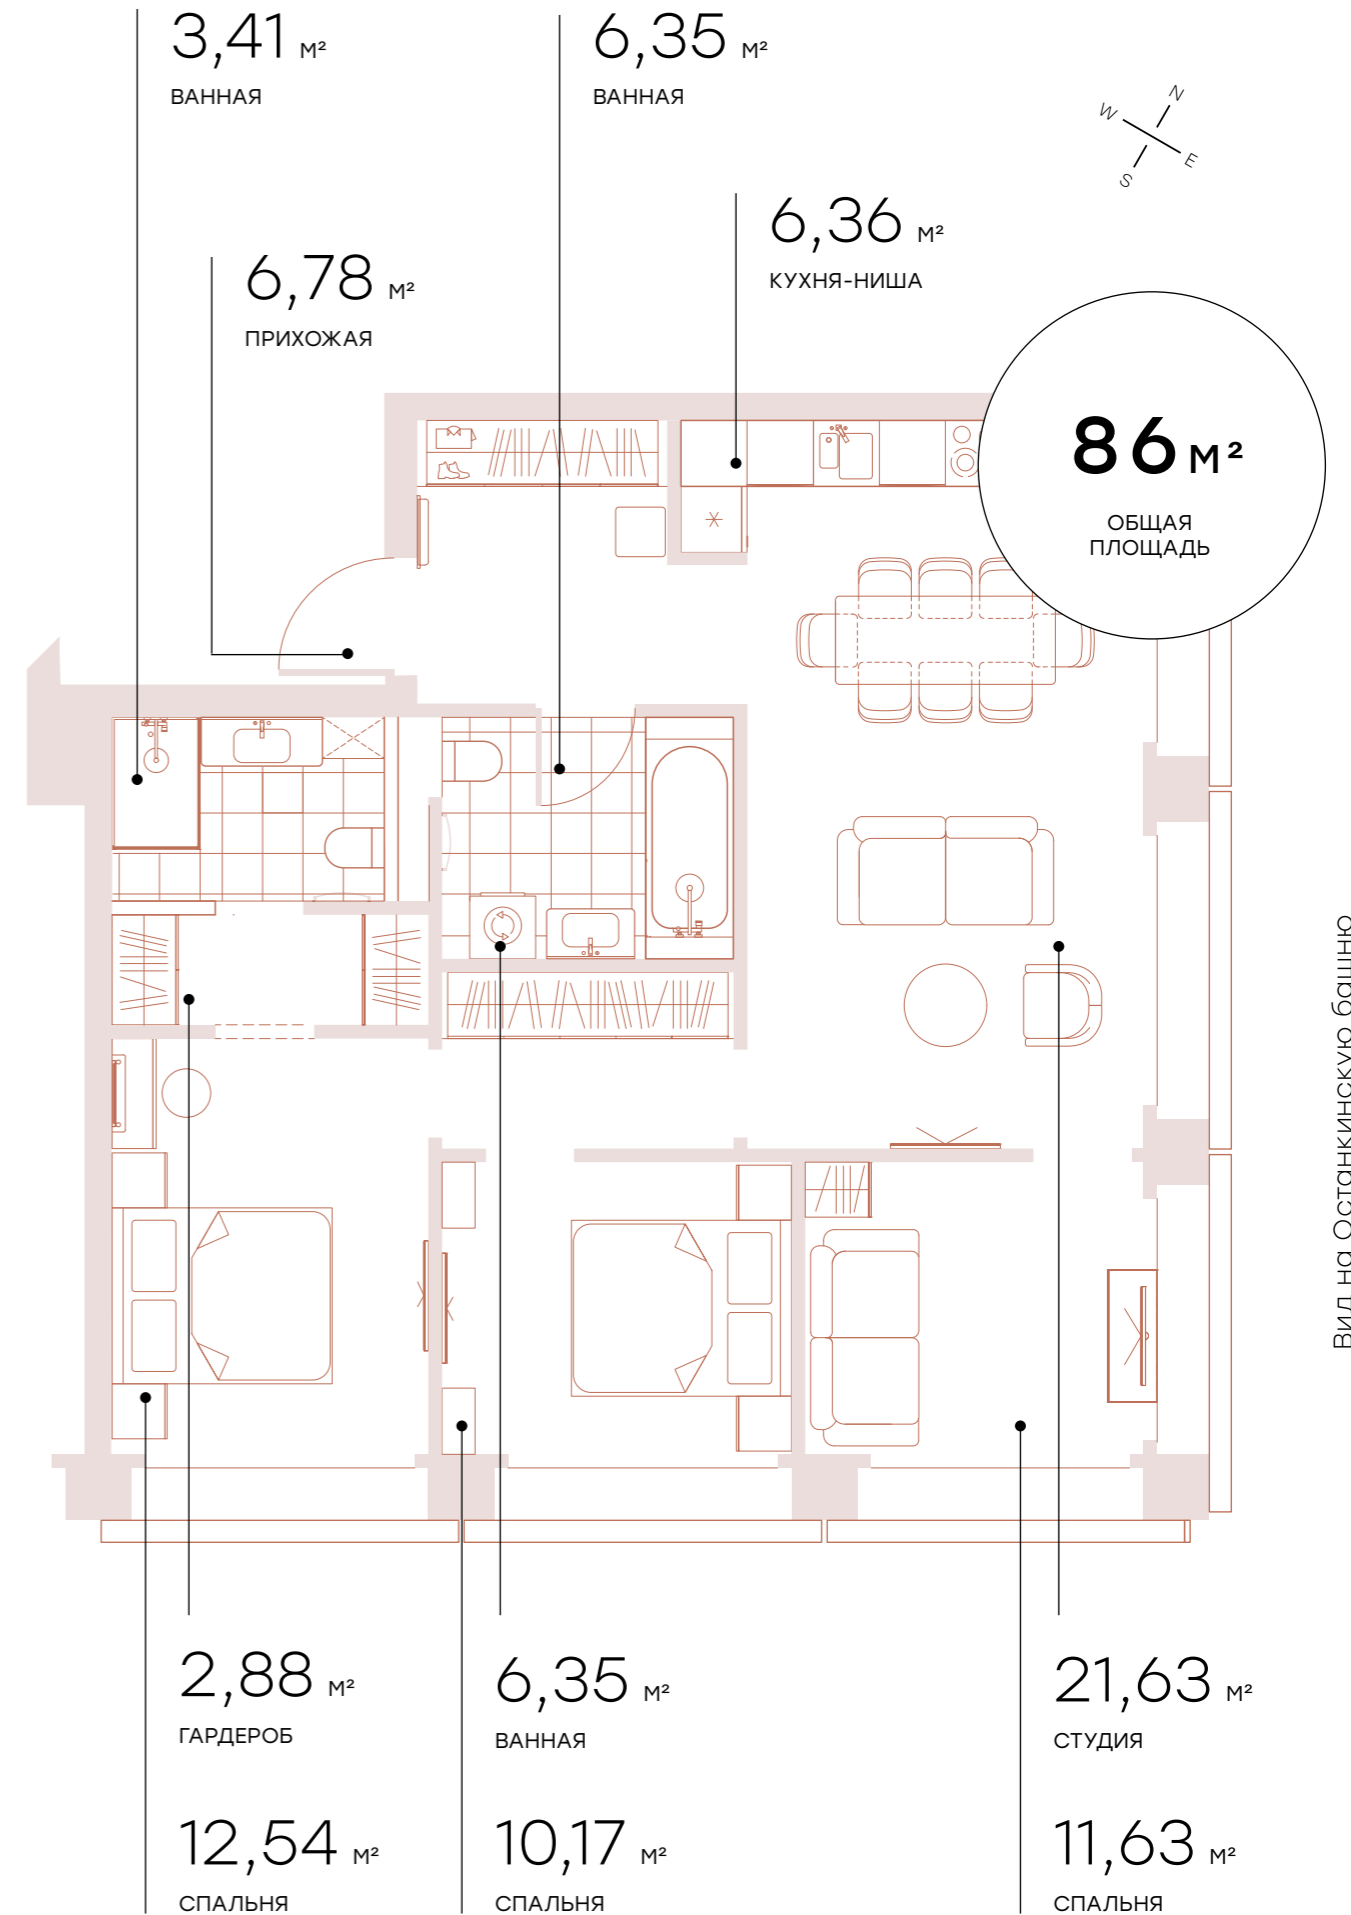 3,41 м²
ВАННАЯ
6,35 м²
ВАННАЯ
N
W
E
S
6,36 м²
КУХНЯ-НИША
6,78 м²
ПРИХОЖАЯ
86 м²
ОБЩАЯ
ПЛОЩАДЬ
Вид на Останкинскую башню
2,88 м²
ГАРДЕРОБ
6,35 м²
ВАННАЯ
21,63 м²
СТУДИЯ
12,54 м²
СПАЛЬНЯ
10,17 м²
СПАЛЬНЯ
11,63 м²
СПАЛЬНЯ